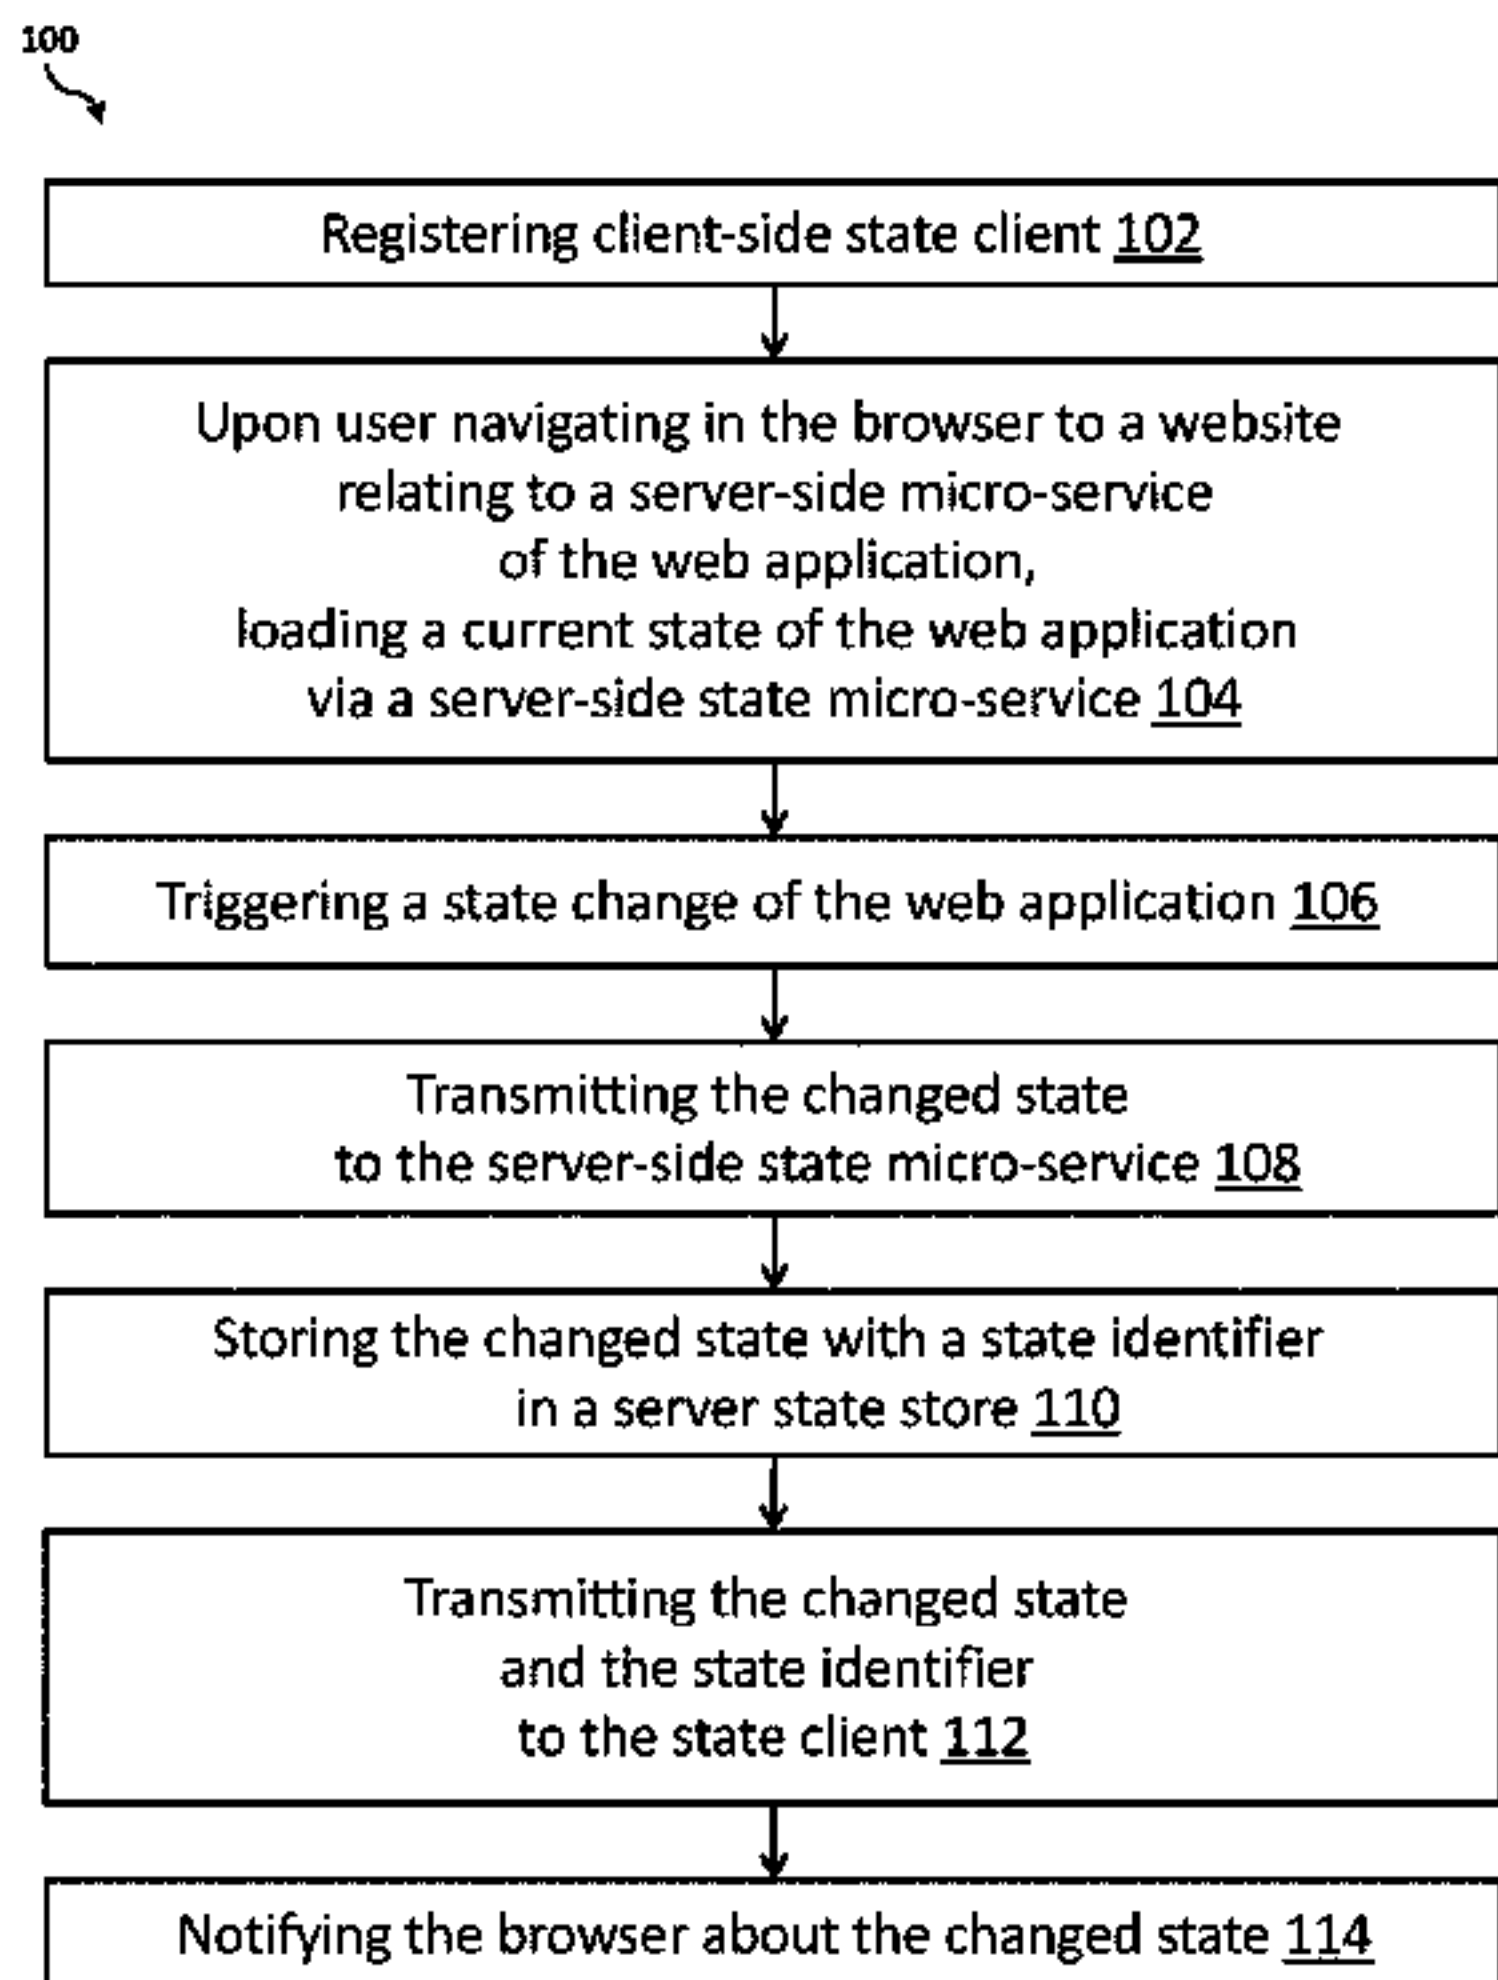 100
Registering client-side state client 102
Upon user navigating in the browser to a website
relating to a server-side micro-service
of the web application,
loading a current state of the web application
via a server-side state micro-service 104
Triggering a state change of the web application 106
Transmitting the changed state
to the server-side state micro-service 108
Storing the changed state with a state identifier
in a server state store 110
Transmitting the changed state
and the state identifier
to the state client 112
Notifying the browser about the changed state 114